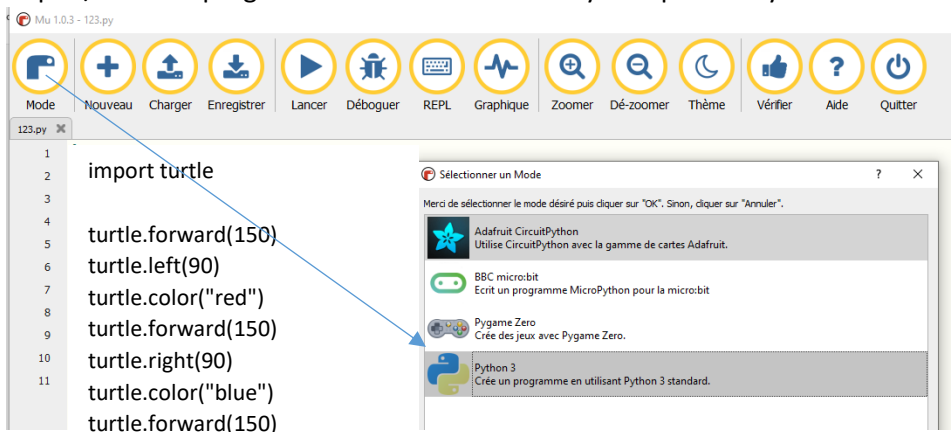 Mu 1.0.3 - 123.py
Mode Nouveau Charger Enregistrer Lancer Déboguer REPL Graphique Zoomer Dé-zoomer Thème Vérifier Aide Quitter
123.py
1
2
3
4
5
6
7
8
9
10
11
import turtle
turtle.forward(150)
turtle.left(90)
turtle.color("red")
turtle.forward(150)
turtle.right(90)
turtle.color("blue")
turtle.forward(150)
Sélectionner un Mode ?
Merci de sélectionner le mode désiré puis cliquer sur "OK". Sinon, cliquer sur "Annuler".
Adafruit CircuitPython
Utilise CircuitPython avec la gamme de cartes Adafruit.
BBC micro:bit
Ecrit un programme MicroPython pour la micro:bit
Pygame Zero
Crée des jeux avec Pygame Zero.
Python 3
Crée un programme en utilisant Python 3 standard.